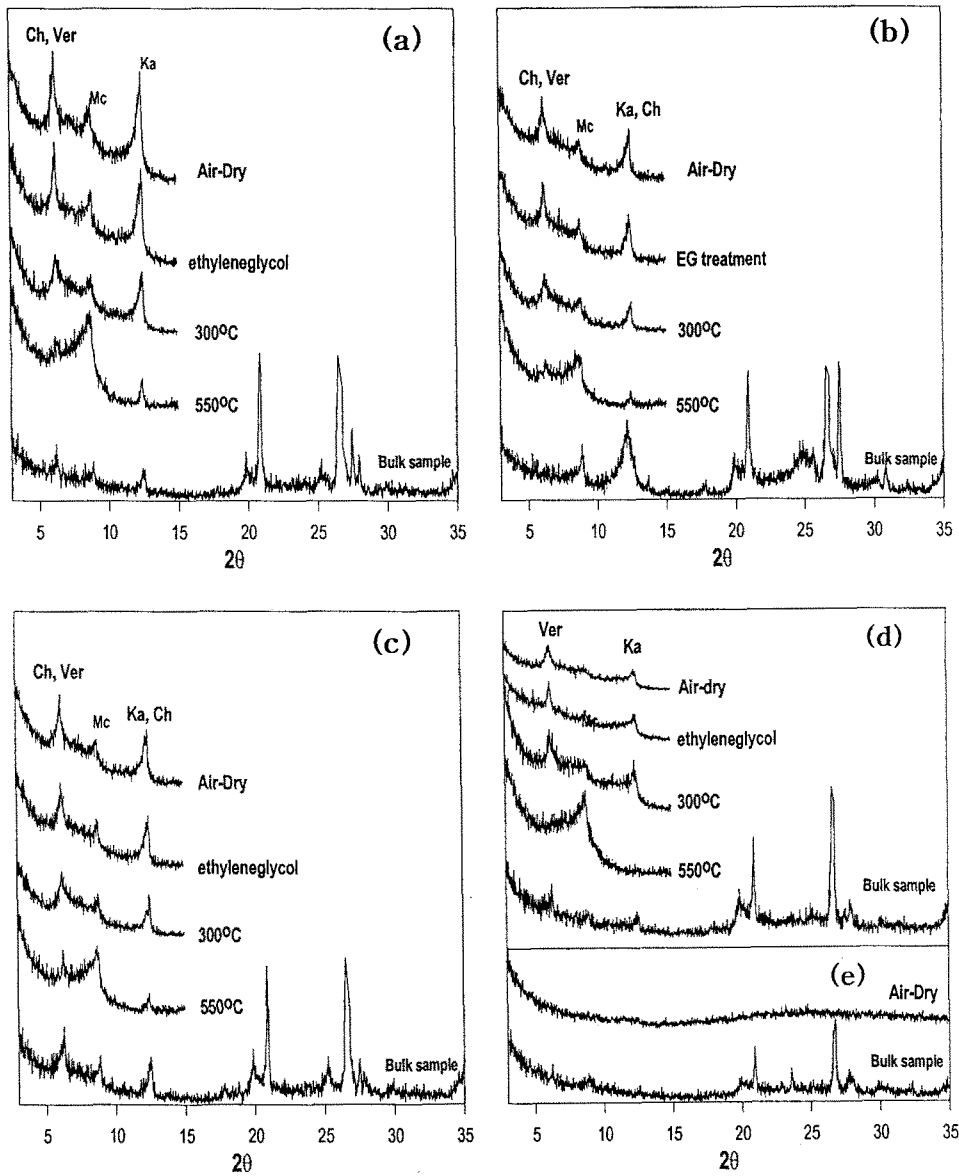 (a)
Ch, Ver
Mc
Ka
Air-Dry
ethyleneglycol
300ºC
550ºC
Bulk sample
5 10 15 20 25 30 35
2θ
(b)
Ch, Ver
Mc
Ka, Ch
Air-Dry
EG treatment
300ºC
550ºC
Bulk sample
5 10 15 20 25 30 35
2θ
(c)
Ch, Ver
Mc
Ka, Ch
Air-Dry
ethyleneglycol
300ºC
550ºC
Bulk sample
5 10 15 20 25 30 35
2θ
(d)
Ver
Ka
Air-dry
ethyleneglycol
300ºC
550ºC
Bulk sample
(e)
Air-Dry
Bulk sample
5 10 15 20 25 30 35
2θ